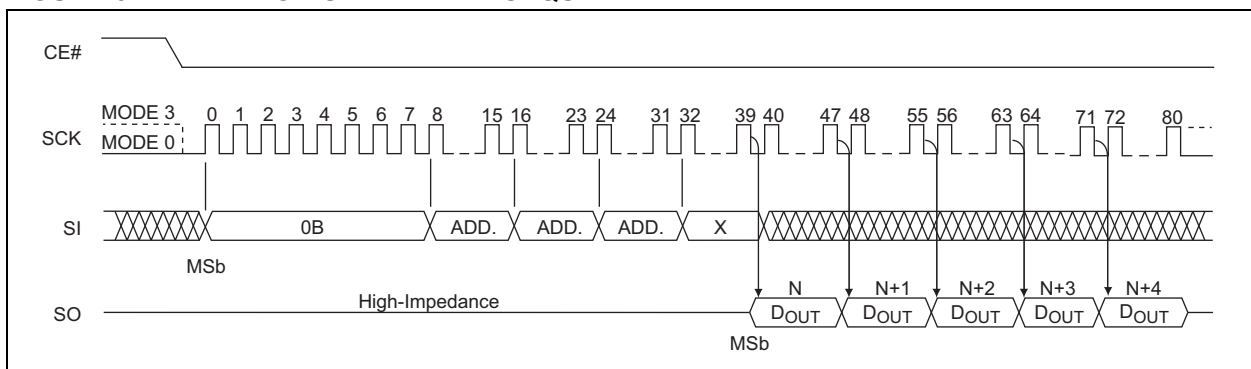 CE#
MODE 3
0 1 2 3 4 5 6 7 8 15 16 23 24 31 32 39 40 47 48 55 56 63 64 71 72 80
SCK
MODE 0
SI
0B ADD. ADD. ADD. X
MSb
High-Impedance
N N+1 N+2 N+3 N+4
SO
DOUT DOUT DOUT DOUT DOUT
MSb